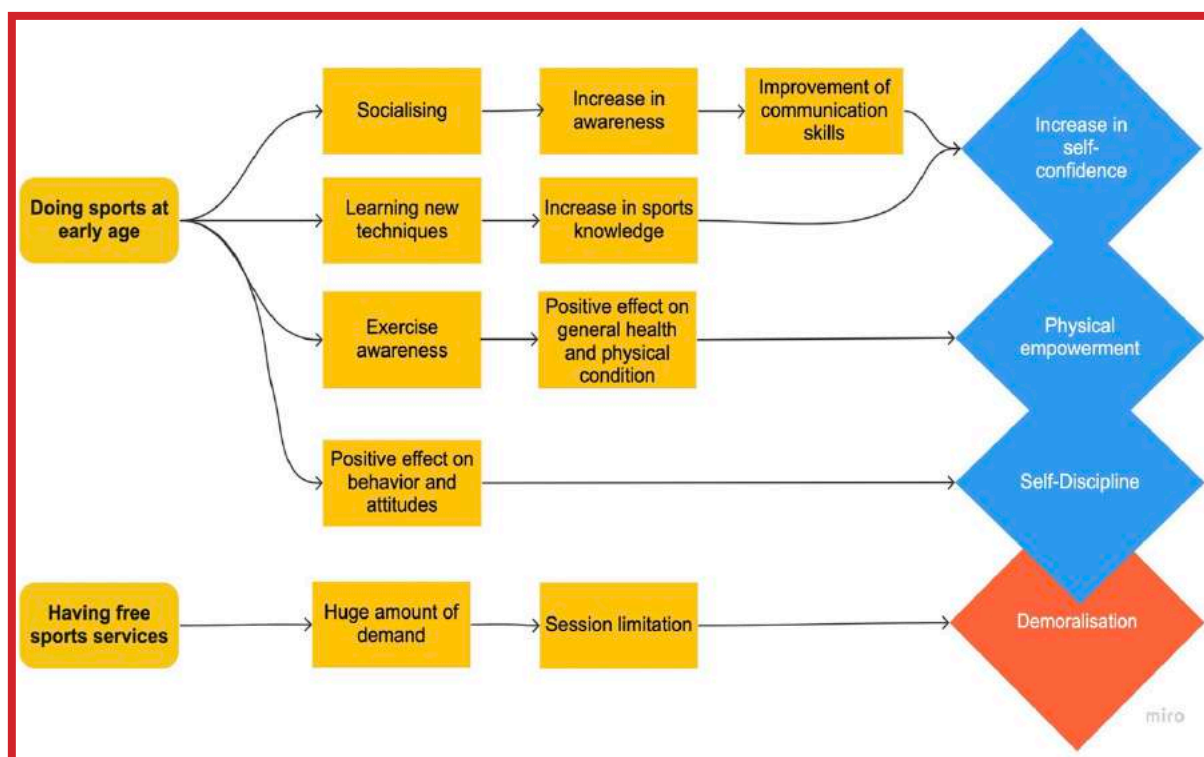 Socialising
Increase in
awareness
Improvement of
communication
skills
Increase in
self-
confidence
Doing sports at
early age
Learning new
techniques
Increase in sports
knowledge
Exercise
awareness
Positive effect on
general health
and physical
condition
Physical
empowerment
Positive effect on
behavior and
attitudes
Self-Discipline
Having free
sports services
Huge amount of
demand
Session limitation
Demoralisation
miro